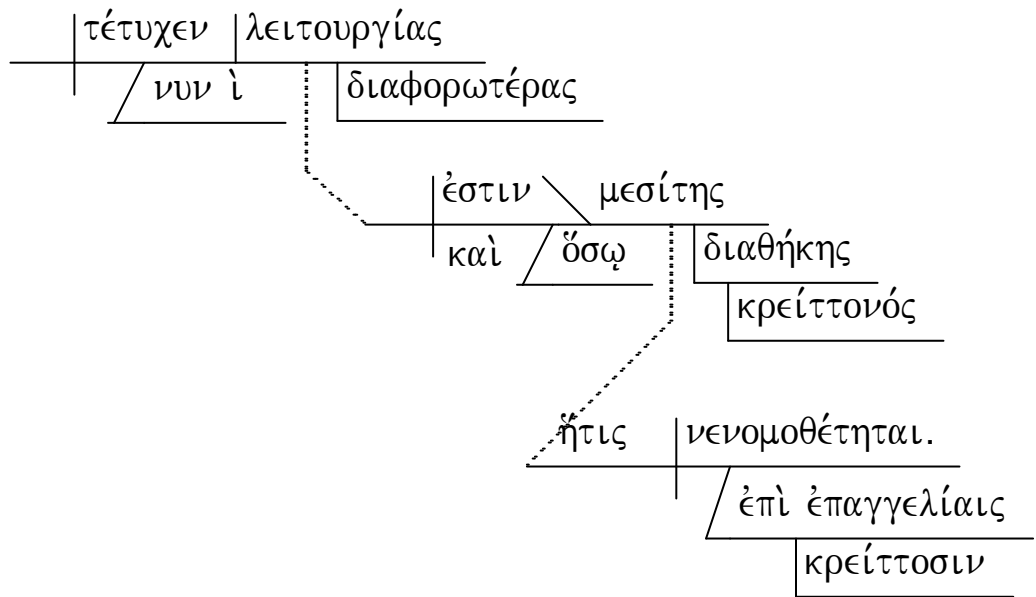 τέτυχεν λειτουργίας
νυν ὶ διαφορωτέρας
ἐστιν μεσίτης
καὶ ὅσῳ διαθήκης
κρείττονός
ἥτις νενομοθέτηται.
ἐπὶ ἐπαγγελίαις
κρείττοσιν